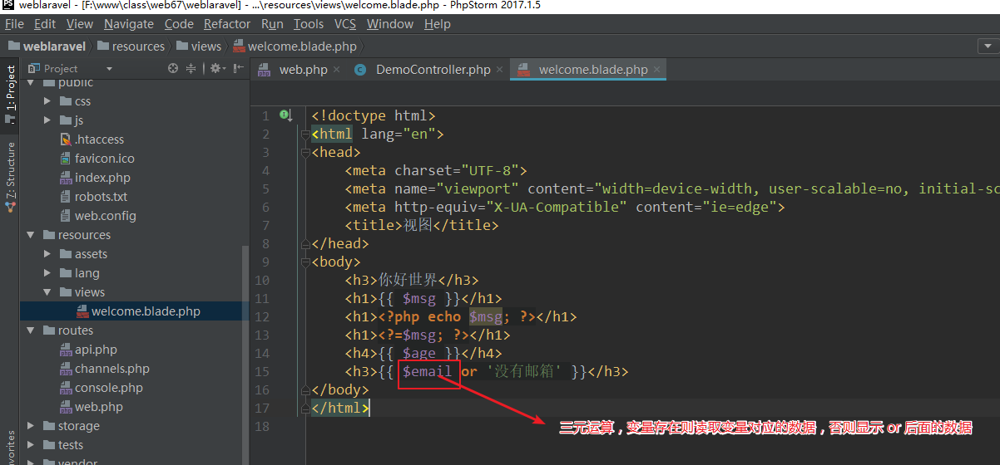 weblaravel - [F:\www\class\web67\weblaravel] - ...\resources\views\welcome.blade.php - PhpStorm 2017.1.5
File Edit View Navigate Code Refactor Run Tools VCS Window Help
weblaravel resources views welcome.blade.php
Project
web.php DemoController.php welcome.blade.php
1: Project
Z: Structure
avorites
public
css
js
.htaccess
favicon.ico
index.php
robots.txt
web.config
resources
assets
lang
views
welcome.blade.php
routes
api.php
channels.php
console.php
web.php
storage
tests
vendor
1 <!doctype html>
2 <html lang="en">
3 <head>
4 <meta charset="UTF-8">
5 <meta name="viewport" content="width=device-width, user-scalable=no, initial-sc
6 <meta http-equiv="X-UA-Compatible" content="ie=edge">
7 <title>视图</title>
8 </head>
9 <body>
10 <h3>你好世界</h3>
11 <h1>{{ $msg }}</h1>
12 <h1><?php echo $msg; ?></h1>
13 <h1><?=$msg; ?></h1>
14 <h4>{{ $age }}</h4>
15 <h3>{{ $email or '没有邮箱' }}</h3>
16 </body>
17 </html>
18
三元运算，变量存在则读取变量对应的数据，否则显示 or 后面的数据